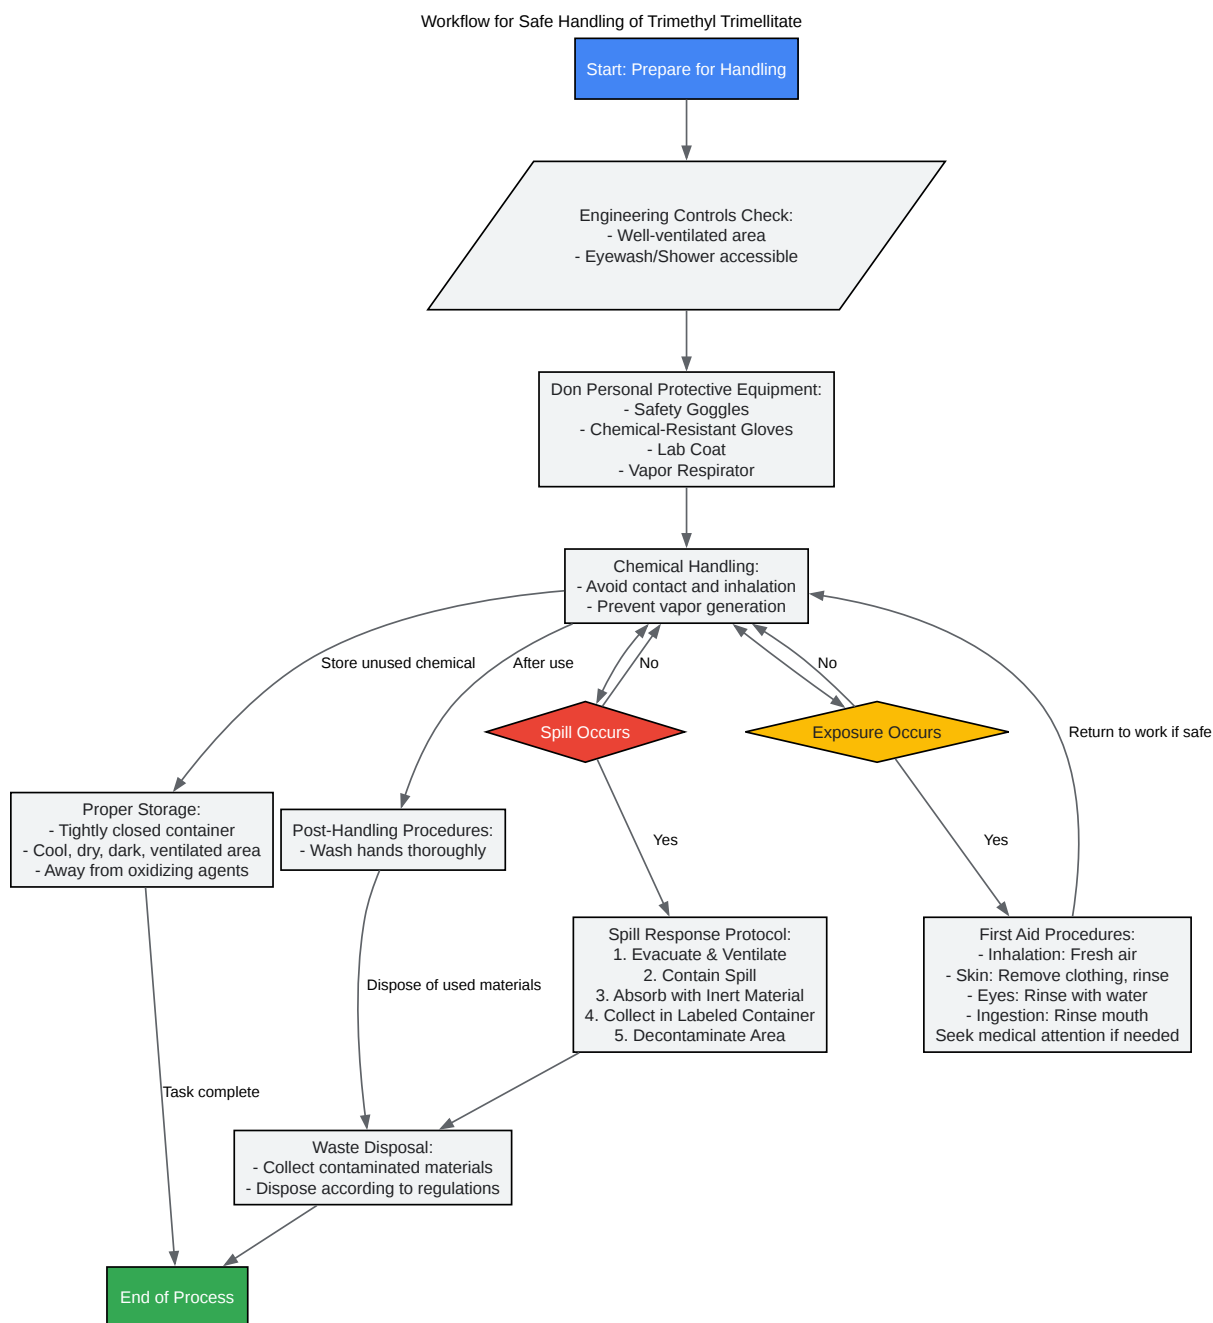 Workflow for Safe Handling of Trimethyl Trimellitate
Start: Prepare for Handling
Engineering Controls Check:
- Well-ventilated area
- Eyewash/Shower accessible
Don Personal Protective Equipment:
- Safety Goggles
- Chemical-Resistant Gloves
- Lab Coat
- Vapor Respirator
Chemical Handling:
- Avoid contact and inhalation
- Prevent vapor generation
Store unused chemical
After use
No
No
Spill Occurs
Exposure Occurs
Return to work if safe
Proper Storage:
- Tightly closed container
- Cool, dry, dark, ventilated area
- Away from oxidizing agents
Post-Handling Procedures:
- Wash hands thoroughly
Yes
Yes
Spill Response Protocol:
1. Evacuate & Ventilate
2. Contain Spill
3. Absorb with Inert Material
4. Collect in Labeled Container
5. Decontaminate Area
First Aid Procedures:
- Inhalation: Fresh air
- Skin: Remove clothing, rinse
- Eyes: Rinse with water
- Ingestion: Rinse mouth
Seek medical attention if needed
Dispose of used materials
Task complete
Waste Disposal:
- Collect contaminated materials
- Dispose according to regulations
End of Process